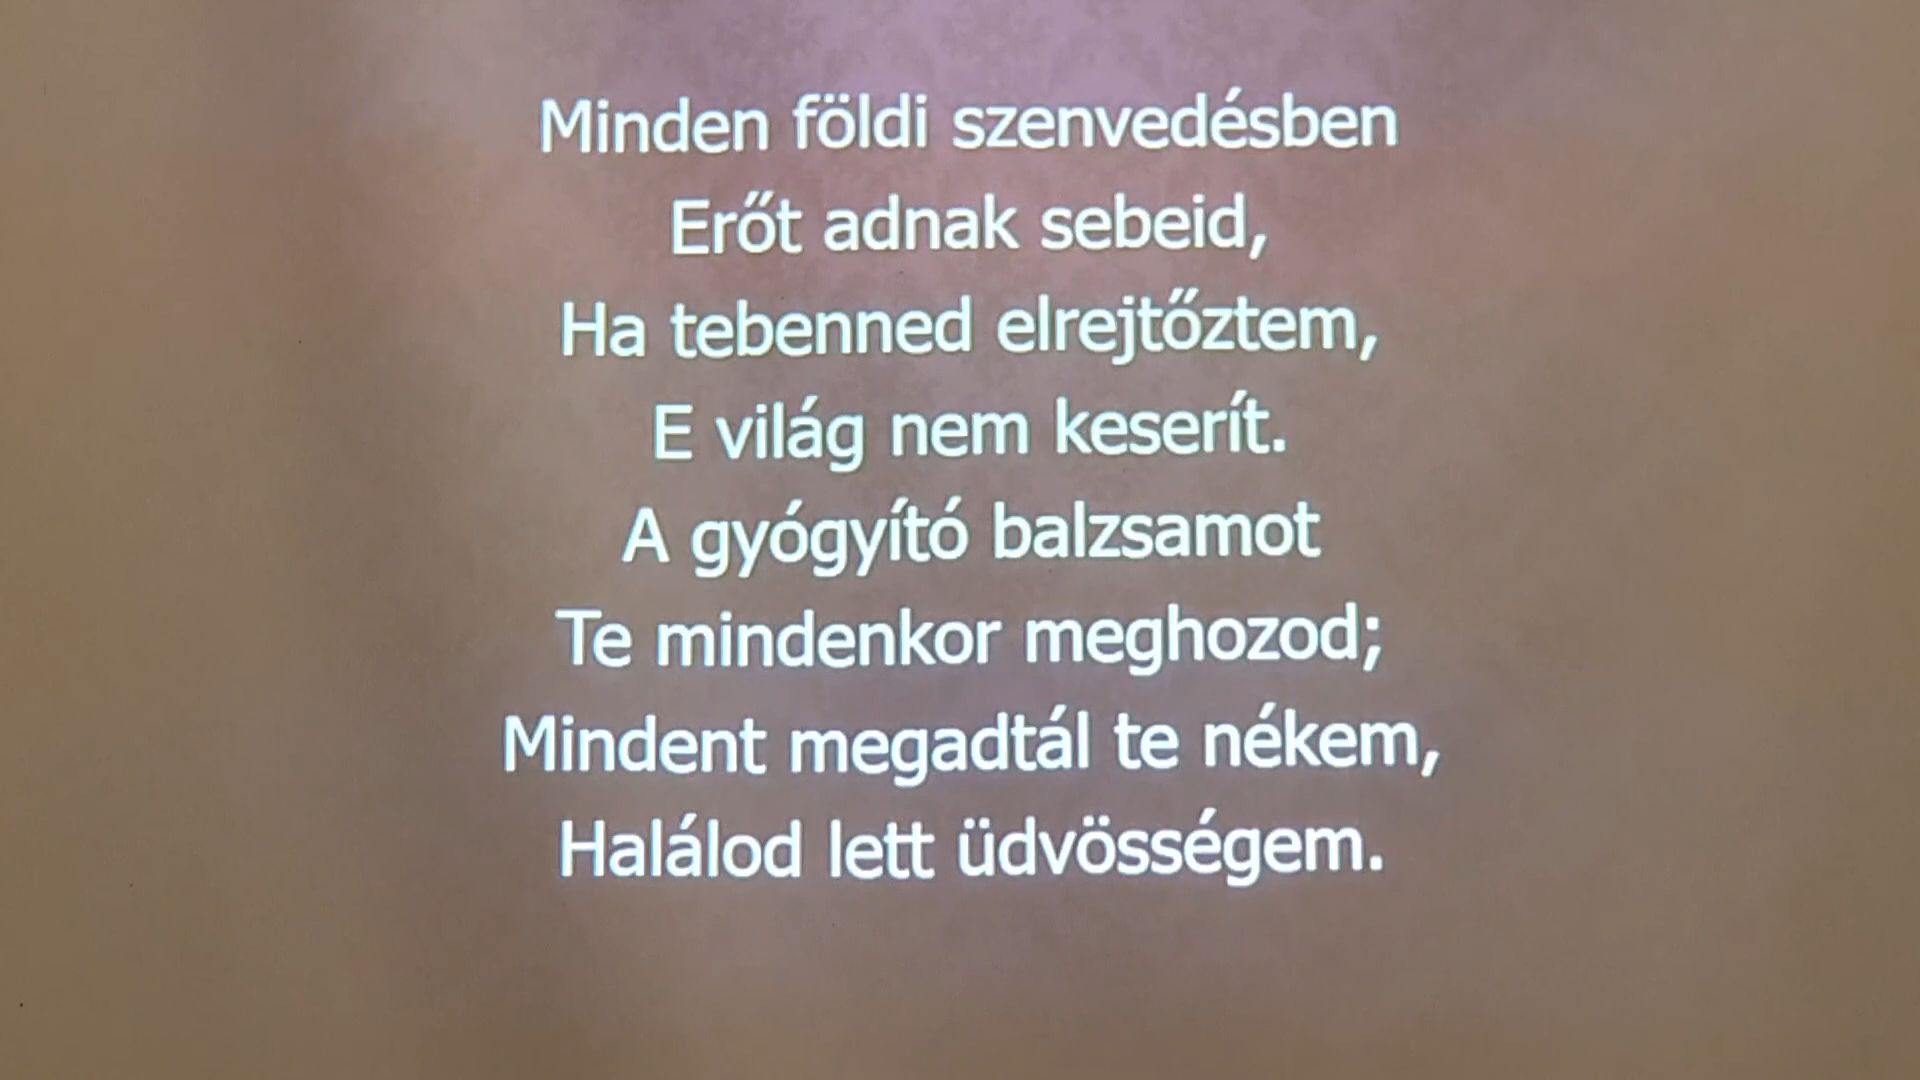 Minden földi szenvedésben
Erőt adnak sebeid,
Ha tebenned elrejtőztem,
E világ nem keserít.
A gyógyító balzsamot
Te mindenkor meghozod;
Mindent megadtál te nékem,
Halálod lett üdvösségem.